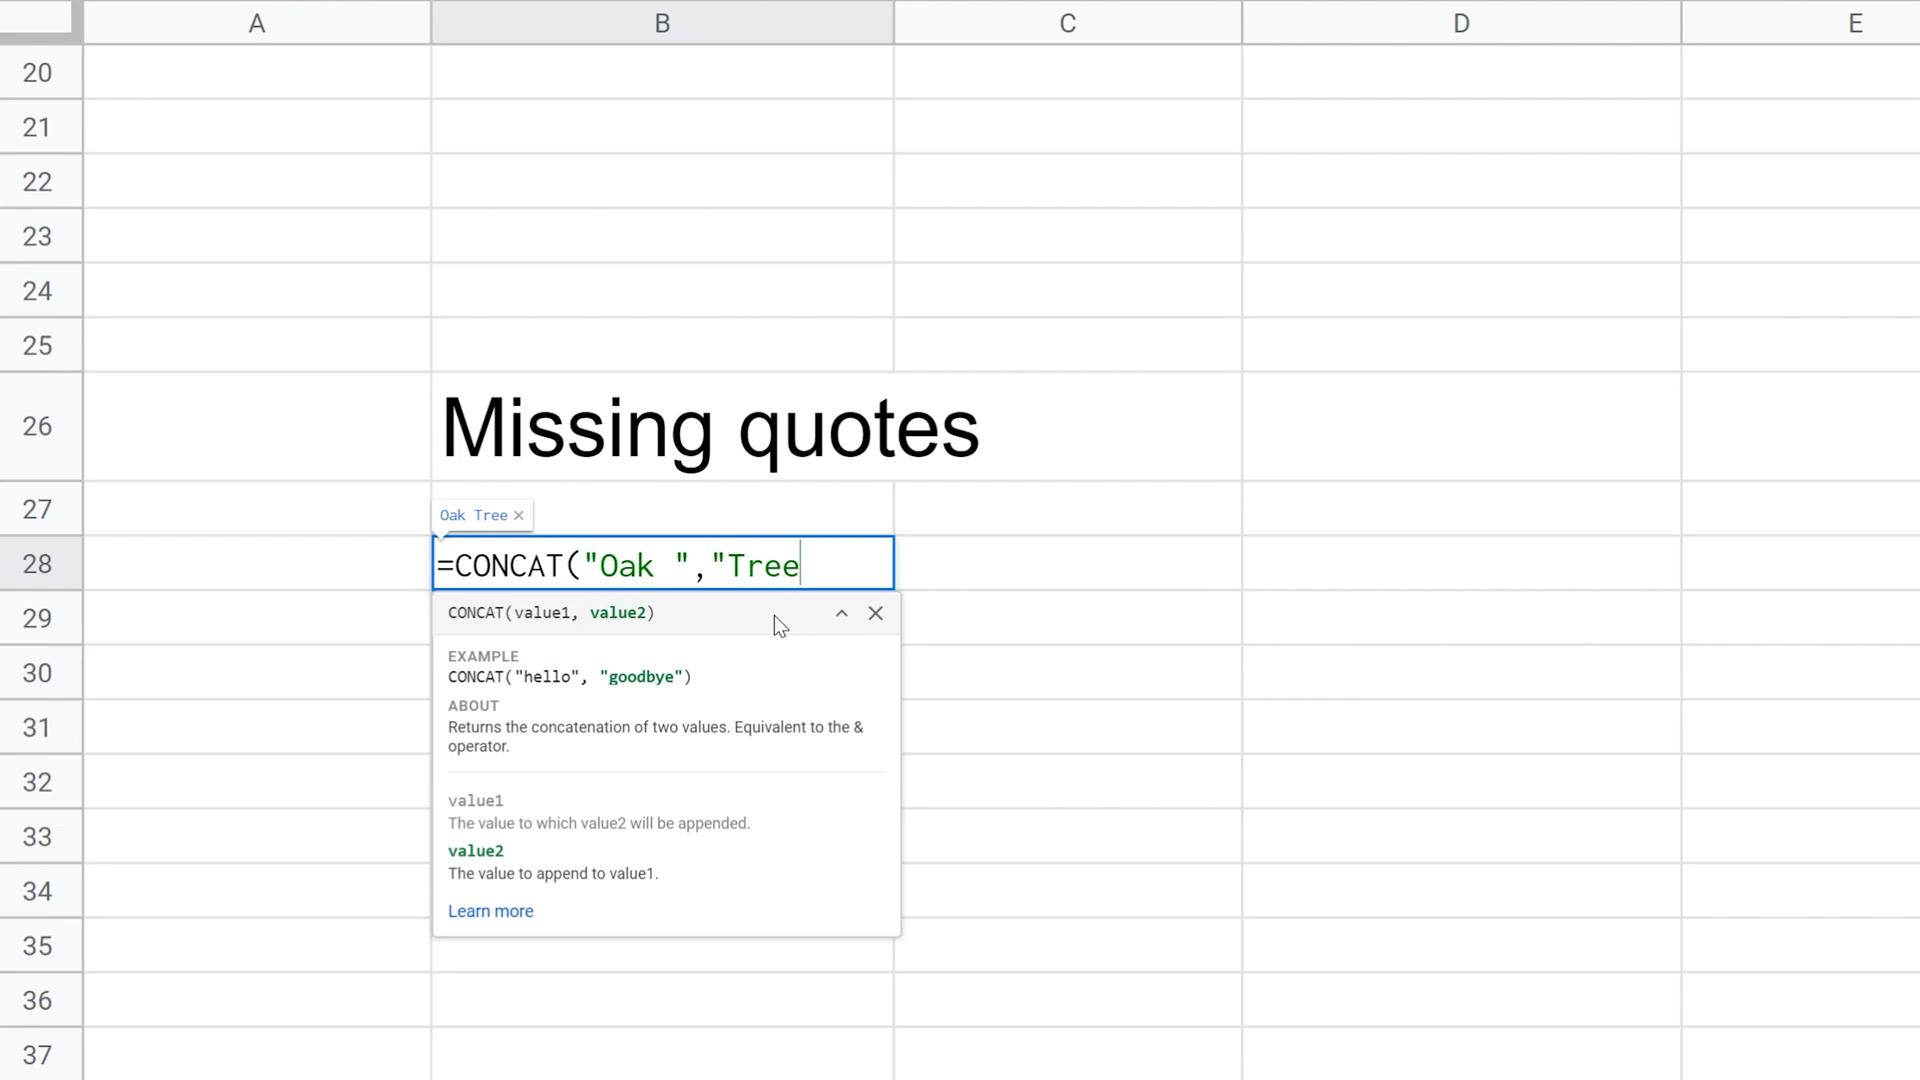 A B C D E
20
21
22
23
24
25
26 Missing quotes
27
Oak Tree ×
28 =CONCAT("Oak ","Tree
29 CONCAT(value1, value2)
EXAMPLE
30 CONCAT("hello", "goodbye")
ABOUT
31 Returns the concatenation of two values. Equivalent to the &
operator.
32
value1
33 The value to which value2 will be appended.
value2
34 The value to append to value1.
Learn more
35
36
37